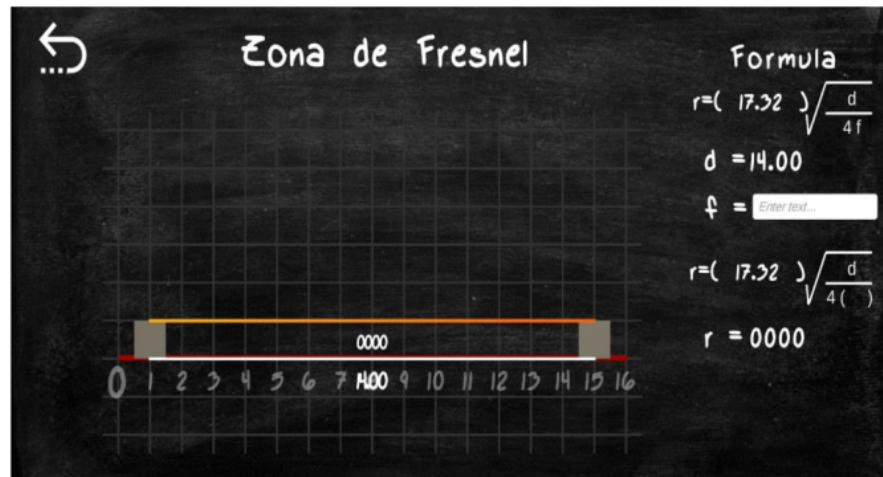 Zona de Fresnel
Formula
r=( 17.32 )√ d
4f
d =14.00
f = Enter text...
r=( 17.32 )√ d
4( )
r = 0000
0000
0 1 2 3 4 5 6 7 14.00 9 10 11 12 13 14 15 16